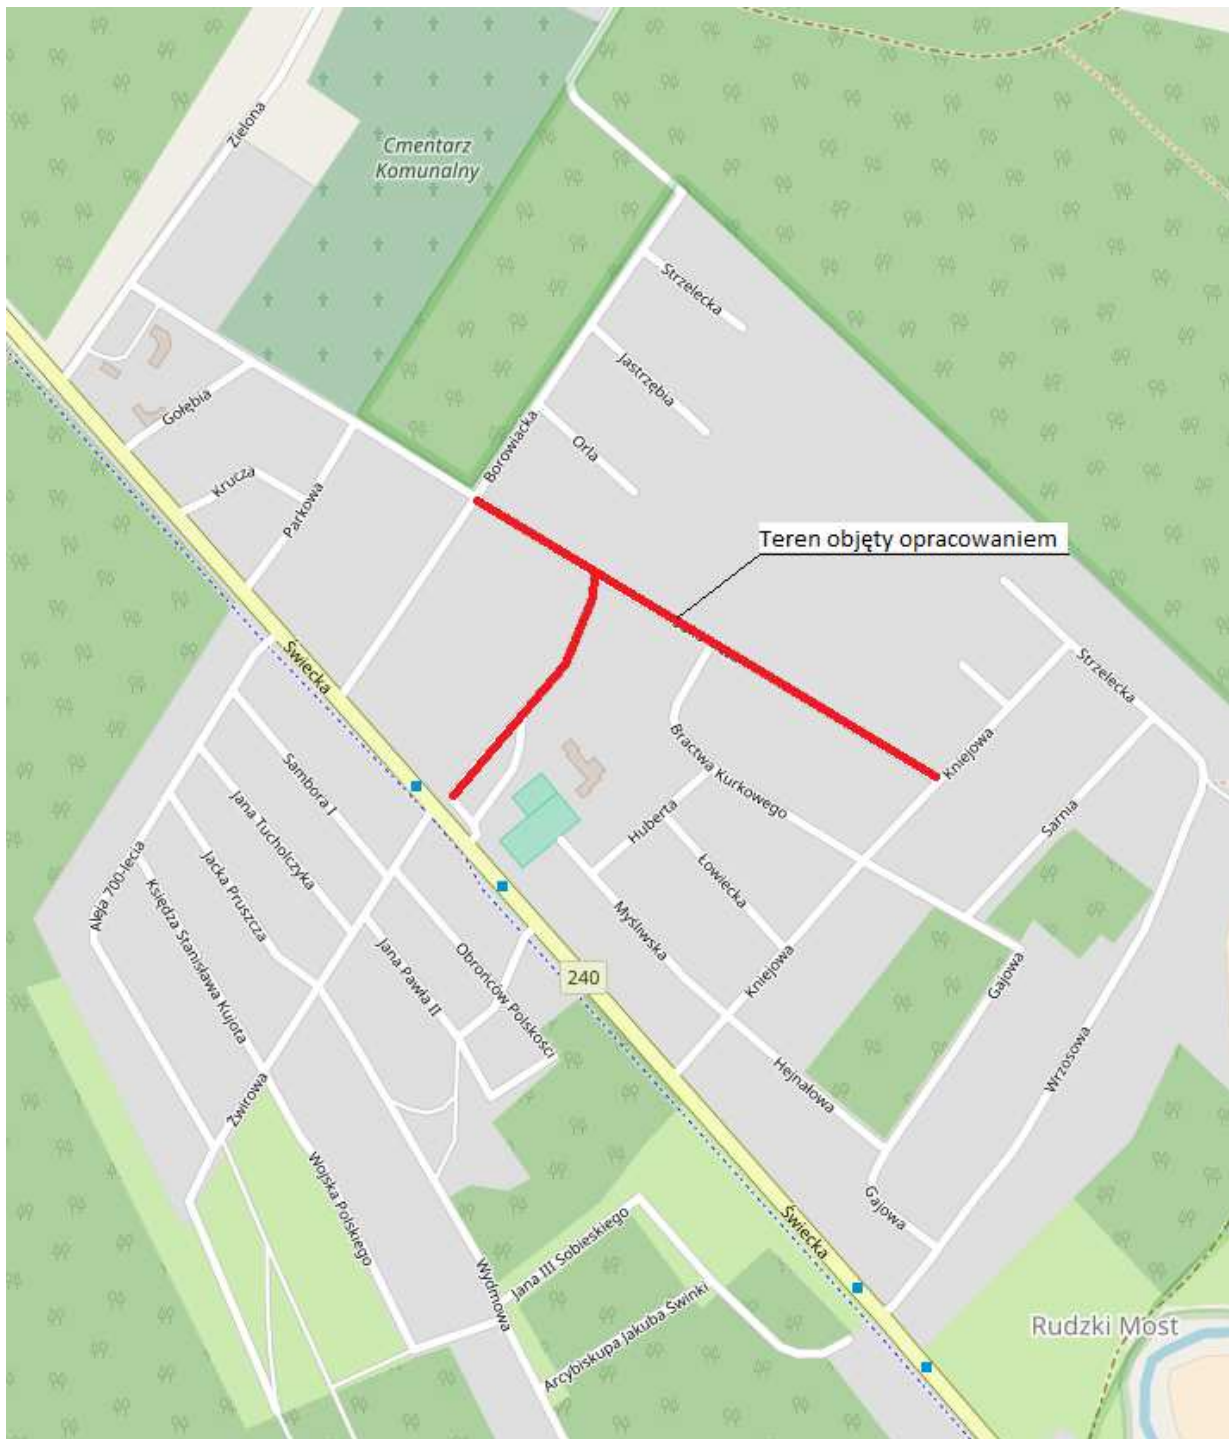 Zielona
Cmentarz
Komunalny
Strzelecka
Jastrzębia
Gołębia
Borowiacka
Orla
Krucza
Parkowa
Teren objęty opracowaniem
Świecka
Strzelecka
Kniejowa
Bractwa Kurkowego
Sambora I
Jana Tucholczyka
Huberta
Sarnia
Aleja 700-lecia
Jacka Pruszcza
Łowiecka
Księdza Stanisława Kujota
Myśliwska
Jana Pawła II
Obrońców Polskości
240
Kniejowa
Gajowa
Wrzosowa
Hejnałowa
Żwirowa
Wojska Polskiego
Gajowa
Świecka
Jana III Sobieskiego
Wydmowa
Arcybiskupa Jakuba Świnki
Rudzki Most